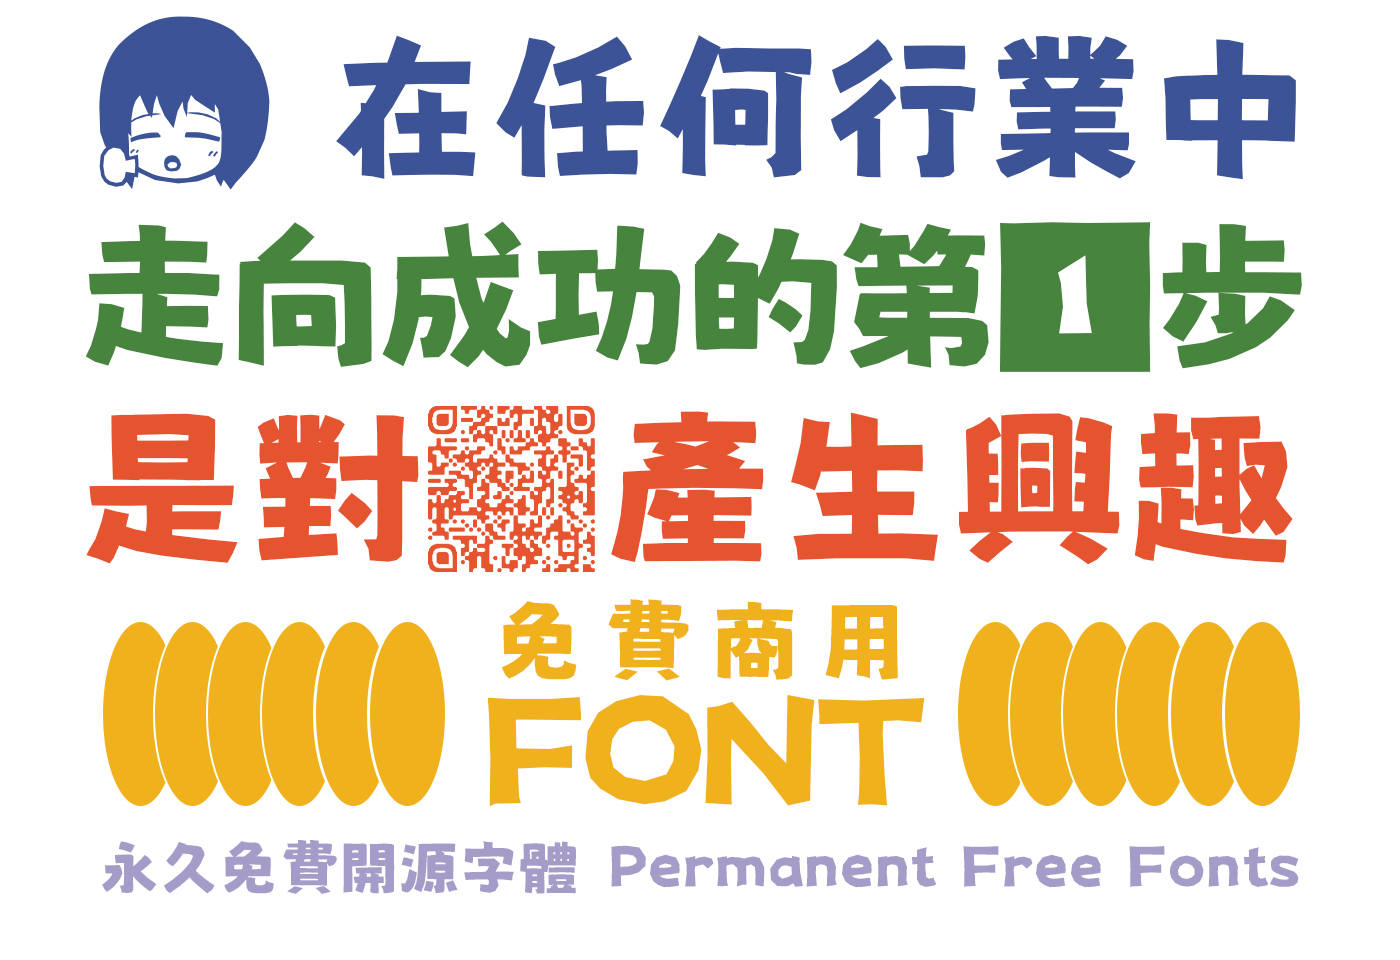 在任何行業中
走向成功的第1步
是對產生興趣
免費商用
FONT
永久免費開源字體 Permanent Free Fonts